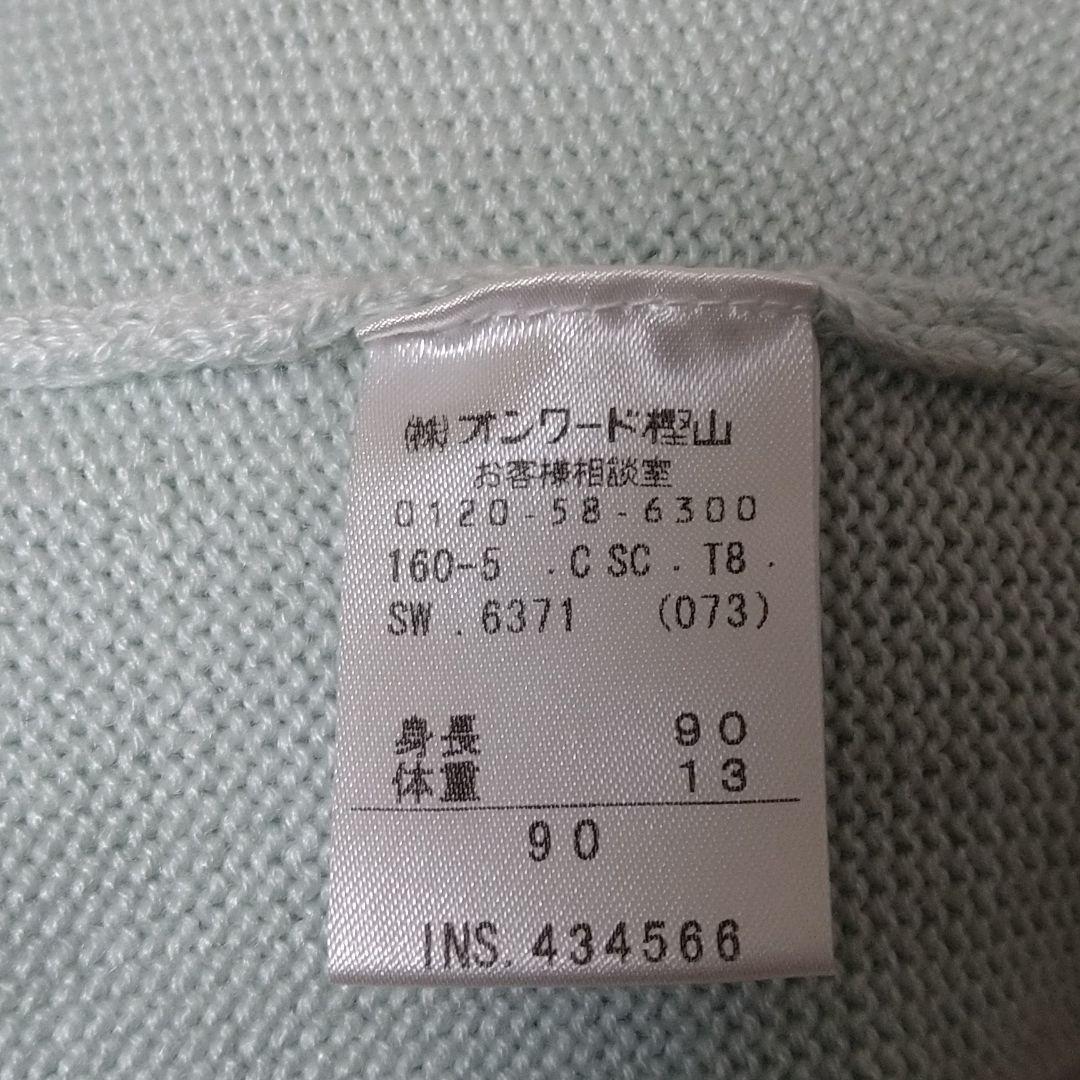 ㈱オンワード樫山
お客様相談室
0120-58-6300
160-5 .CSC.T8.
SW.6371 (073)
身長 90
体重 13
90
INS.434566